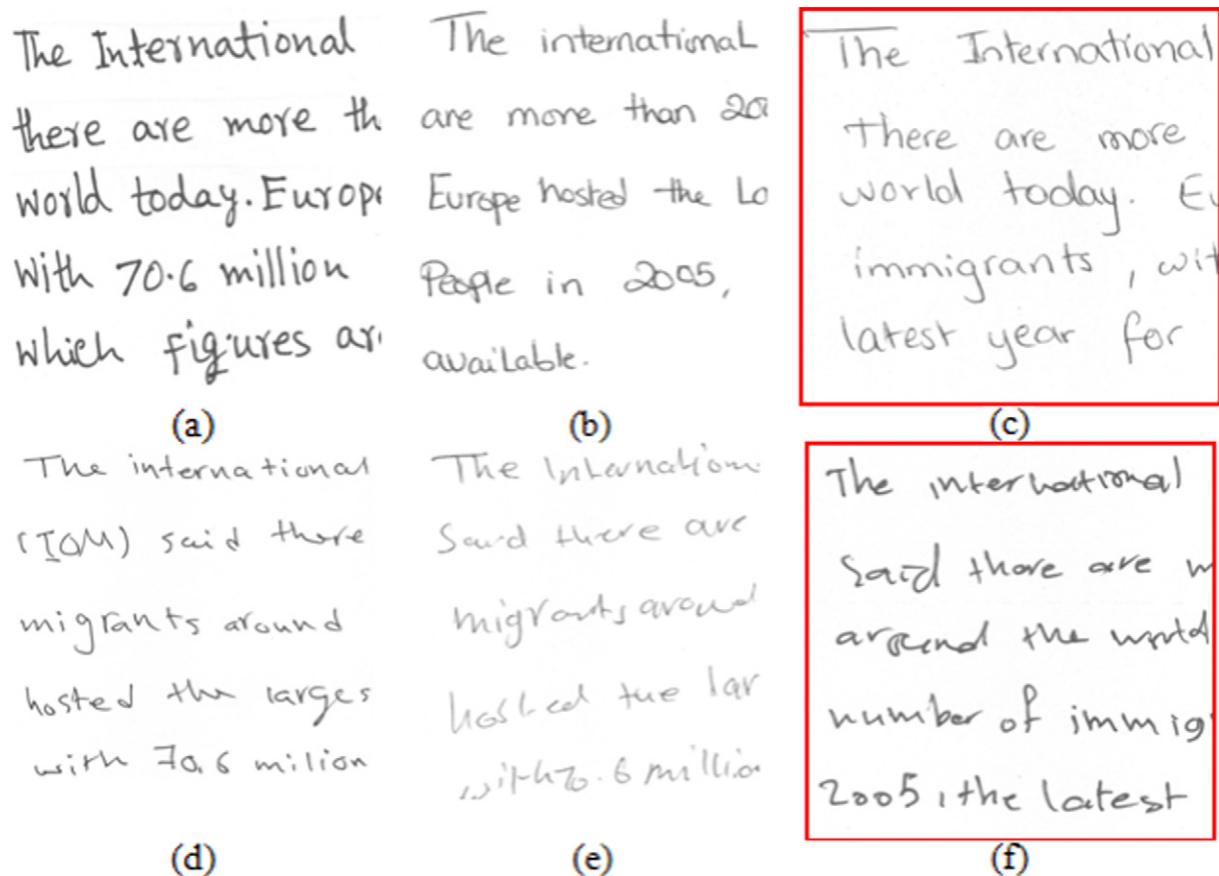 The International
there are more th
world today. Europe
With 70.6 million
which figures ar
(a)
The international
are more than 20
Europe hosted the Lo
People in 2005,
available.
(b)
The International
There are more
world today. Eu
immigrants, wit
latest year for
(c)
The international
(IOM) said there
migrants around
hosted the larges
with 70.6 milion
(d)
The Internation
Said there are
migrants around
hosted the lar
with 70.6 millio
(e)
The international
Said there are m
around the world
number of immig
2005, the latest
(f)